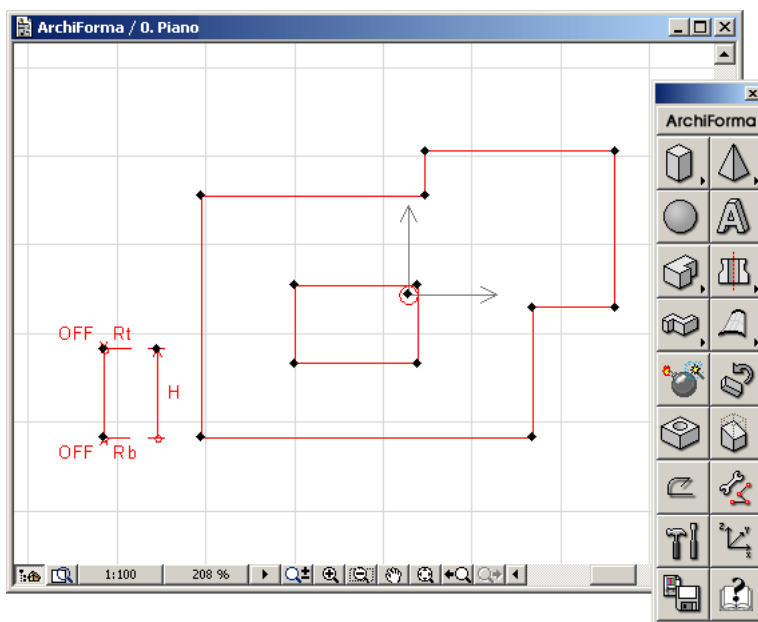 ArchiForma / 0. Piano
ArchiForma
OFF Rt
H
OFF Rb
1:100
208 %